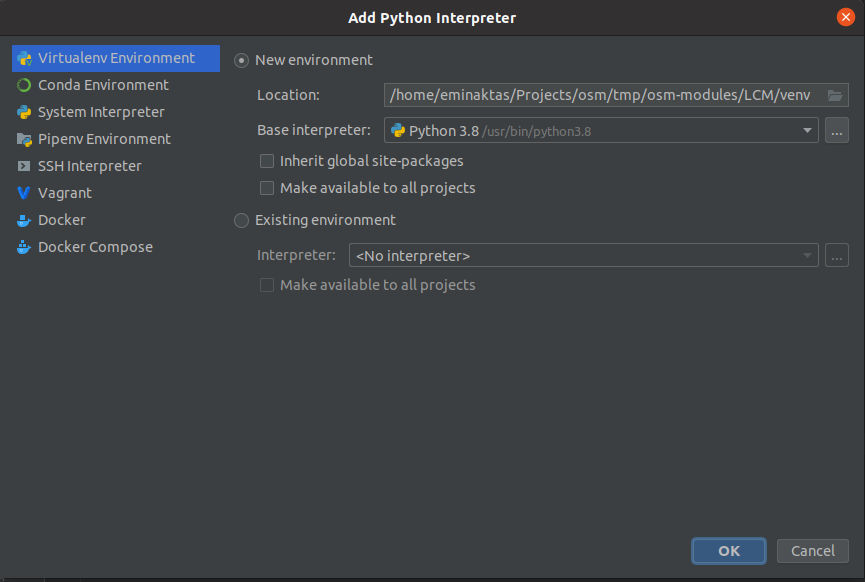 Add Python Interpreter
Virtualenv Environment
Conda Environment
System Interpreter
Pipenv Environment
SSH Interpreter
Vagrant
Docker
Docker Compose
New environment
Location: /home/eminaktas/Projects/osm/tmp/osm-modules/LCM/venv
Base interpreter: Python 3.8 /usr/bin/python3.8 ...
Inherit global site-packages
Make available to all projects
Existing environment
Interpreter: <No interpreter> ...
Make available to all projects
OK Cancel